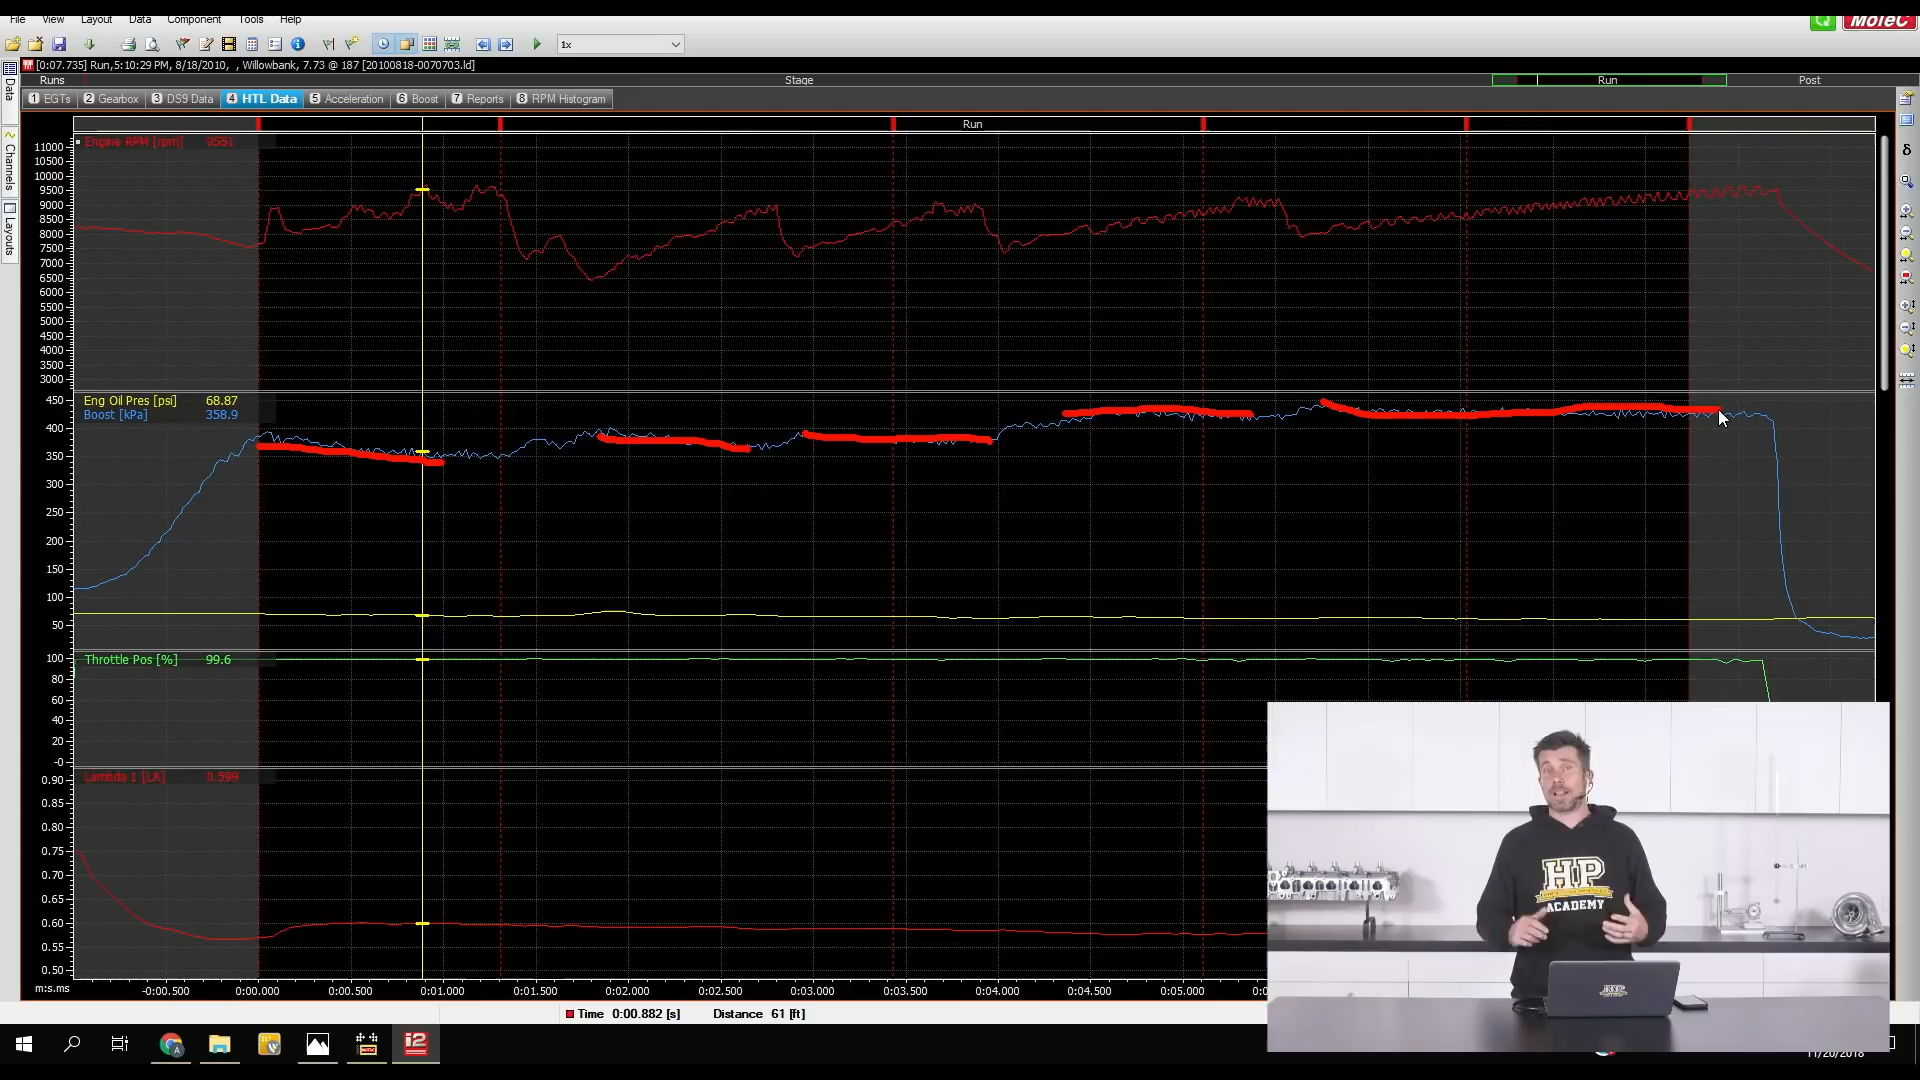 File View Layout Data Component Tools Help
MoTeC
1x
[0:07.735] Run,5:10:29 PM, 8/18/2010, , Willowbank, 7.73 @ 187 [20100818-0070703.ld]
Runs Stage Run Post
1 EGTs 2 Gearbox 3 DS9 Data 4 HTL Data 5 Acceleration 6 Boost 7 Reports 8 RPM Histogram
Data
Channels
Layouts
Run
Engine RPM [rpm] 9551
11000
10500
10000
9500
9000
8500
8000
7500
7000
6500
6000
5500
5000
4500
4000
3500
3000
Eng Oil Pres [psi] 68.87
Boost [kPa] 358.9
450
400
350
300
250
200
150
100
50
Throttle Pos [%] 99.6
100
80
60
40
20
-0
Lambda 1 [LA] 0.599
0.90
0.85
0.80
0.75
0.70
0.65
0.60
0.55
0.50
m:s.ms -0:00.500 0:00.000 0:00.500 0:01.000 0:01.500 0:02.000 0:02.500 0:03.000 0:03.500 0:04.000 0:04.500 0:05.000
Time 0:00.882 [s] Distance 61 [ft]
HP
ACADEMY
HP
i2
11/20/2018